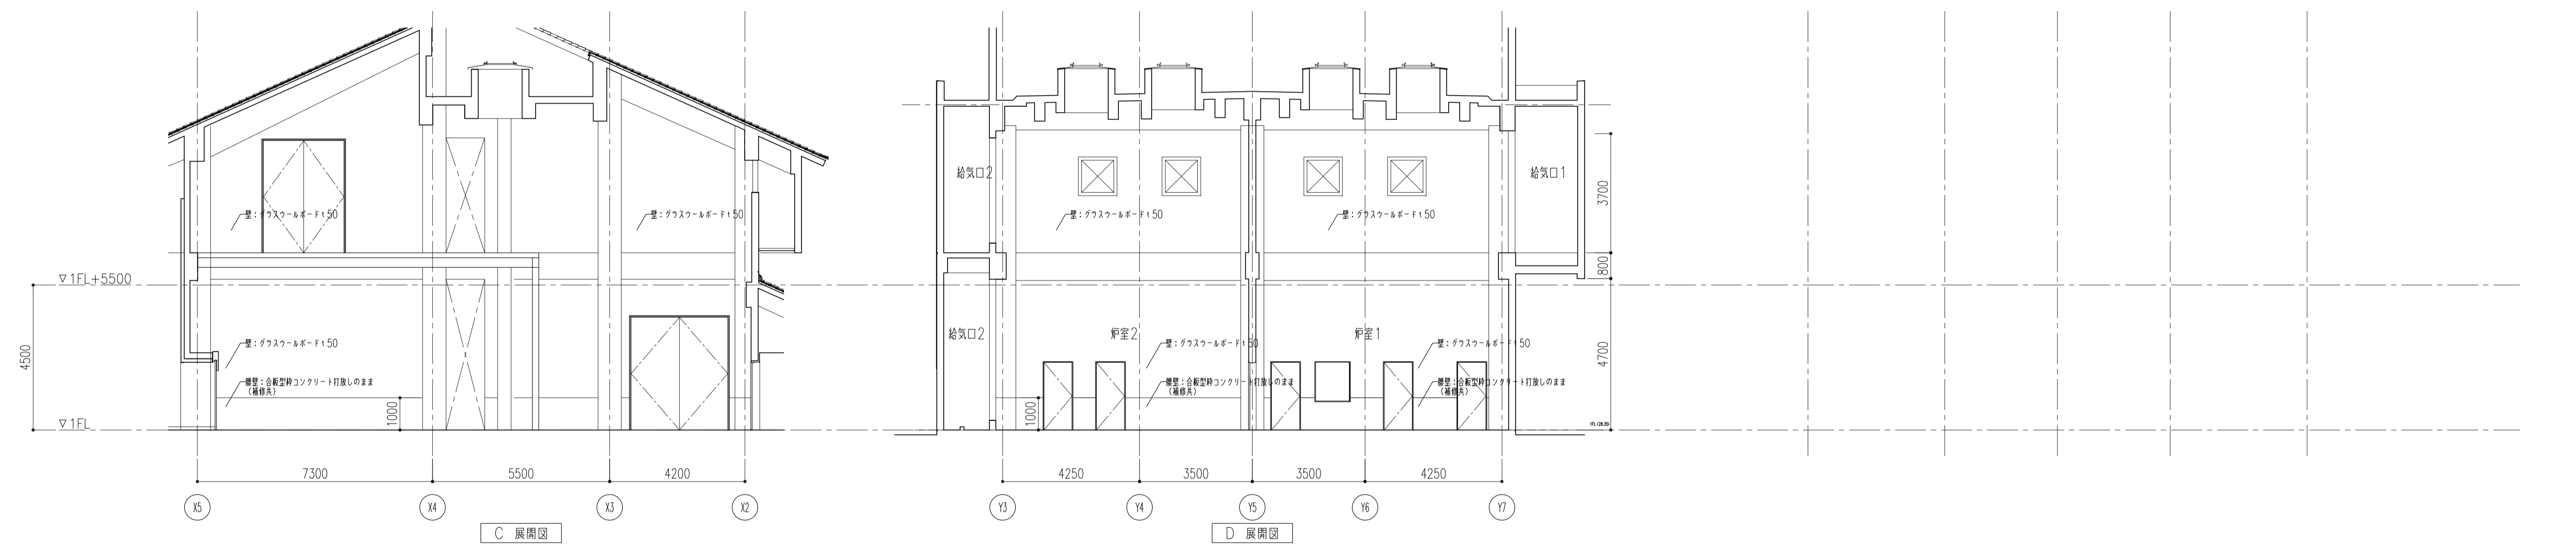 給気口2
給気口1
3700
壁：グラスウールボードｔ50
壁：グラスウールボードｔ50
壁：グラスウールボードｔ50
壁：グラスウールボードｔ50
▽1FL+5500
800
給気口2
炉室2
炉室1
4500
壁：グラスウールボードｔ50
壁：グラスウールボードｔ50
壁：グラスウールボードｔ50
4700
腰壁：合板型枠コンクリート打放しのまま
（補修共）
腰壁：合板型枠コンクリート打放しのまま
（補修共）
腰壁：合板型枠コンクリート打放しのまま
（補修共）
1000
1000
▽1FL
7300
5500
4200
4250
3500
3500
4250
X5
X4
X3
X2
Y3
Y4
Y5
Y6
Y7
C 展開図
D 展開図